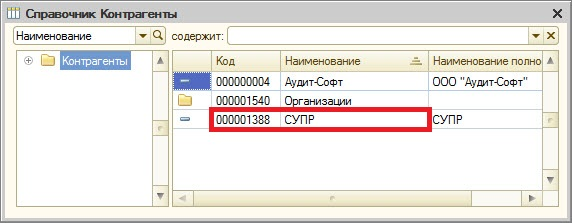 Справочник Контрагенты
Наименование содержит:
Контрагенты
Код Наименование Наименование полно
000000004 Аудит-Софт ООО "Аудит-Софт"
000001540 Организации
000001388 СУПР СУПР